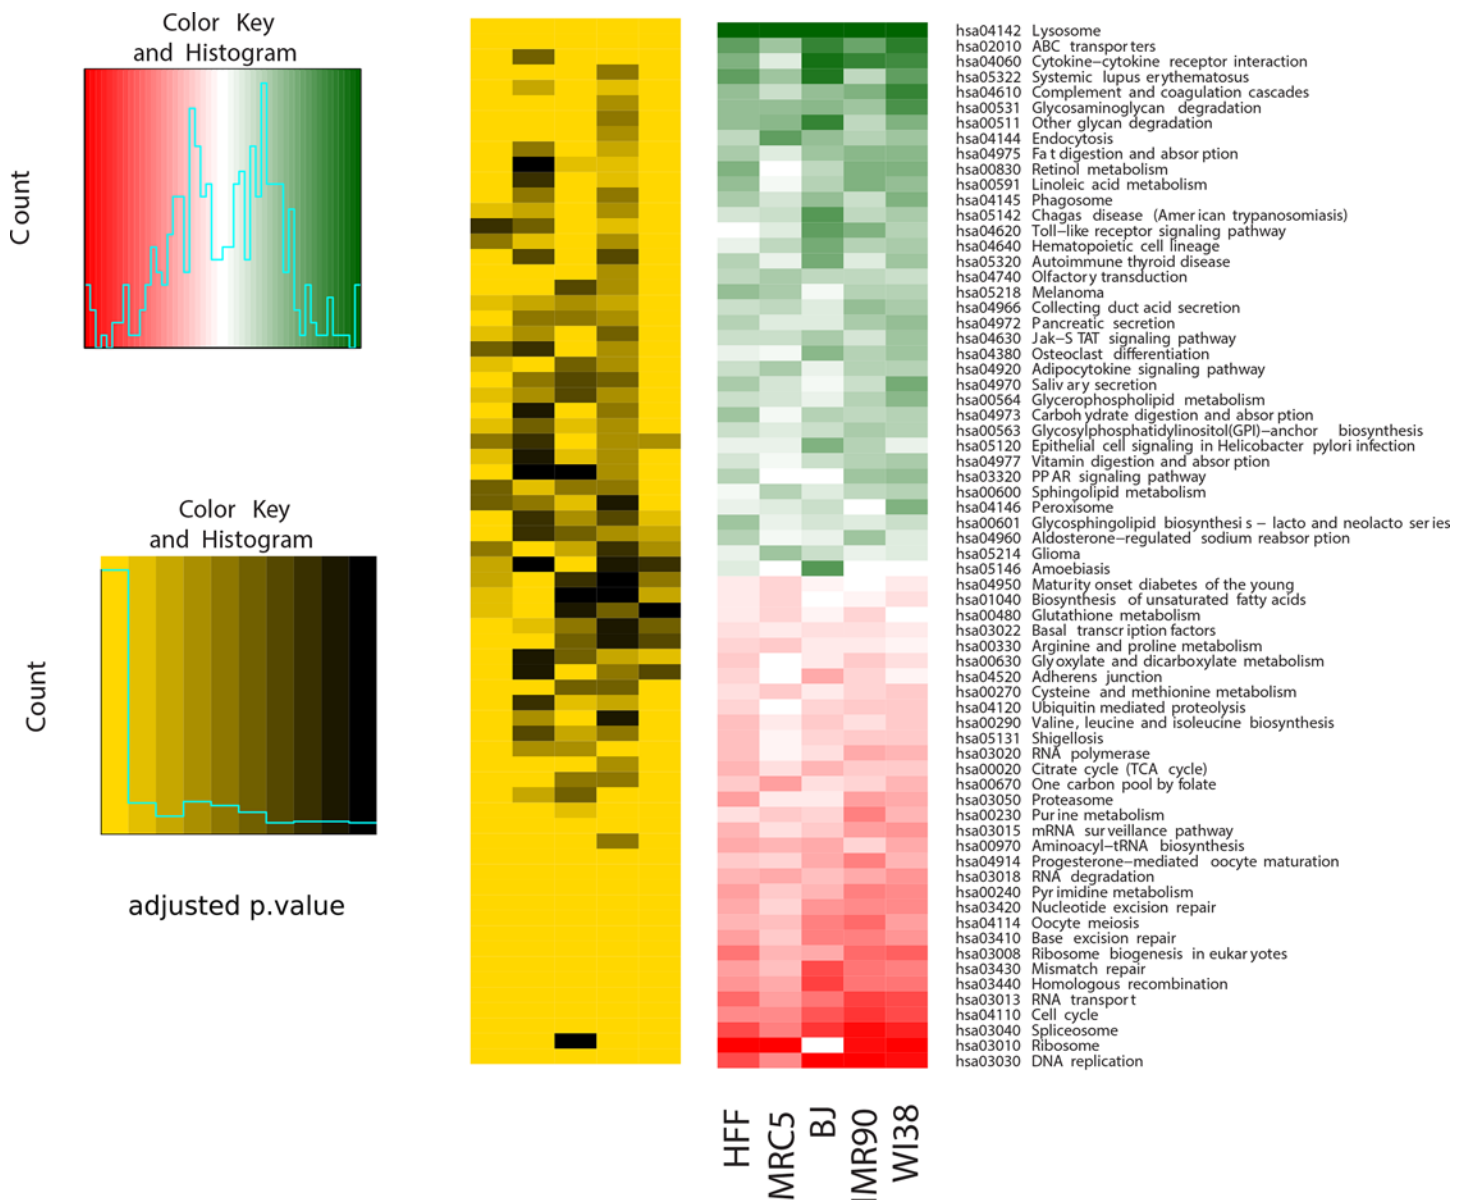 Color Key
and Histogram
Count
Color Key
and Histogram
Count
adjusted p.value
hsa04142 Lysosome
hsa02010 ABC transporters
hsa04060 Cytokine−cytokine receptor interaction
hsa05322 Systemic lupus erythematosus
hsa04610 Complement and coagulation cascades
hsa00531 Glycosaminoglycan degradation
hsa00511 Other glycan degradation
hsa04144 Endocytosis
hsa04975 Fat digestion and absorption
hsa00830 Retinol metabolism
hsa00591 Linoleic acid metabolism
hsa04145 Phagosome
hsa05142 Chagas disease (American trypanosomiasis)
hsa04620 Toll−like receptor signaling pathway
hsa04640 Hematopoietic cell lineage
hsa05320 Autoimmune thyroid disease
hsa04740 Olfactory transduction
hsa05218 Melanoma
hsa04966 Collecting duct acid secretion
hsa04972 Pancreatic secretion
hsa04630 Jak−STAT signaling pathway
hsa04380 Osteoclast differentiation
hsa04920 Adipocytokine signaling pathway
hsa04970 Salivary secretion
hsa00564 Glycerophospholipid metabolism
hsa04973 Carbohydrate digestion and absorption
hsa00563 Glycosylphosphatidylinositol(GPI)−anchor biosynthesis
hsa05120 Epithelial cell signaling in Helicobacter pylori infection
hsa04977 Vitamin digestion and absorption
hsa03320 PPAR signaling pathway
hsa00600 Sphingolipid metabolism
hsa04146 Peroxisome
hsa00601 Glycosphingolipid biosynthesis − lacto and neolacto series
hsa04960 Aldosterone−regulated sodium reabsorption
hsa05214 Glioma
hsa05146 Amoebiasis
hsa04950 Maturity onset diabetes of the young
hsa01040 Biosynthesis of unsaturated fatty acids
hsa00480 Glutathione metabolism
hsa03022 Basal transcription factors
hsa00330 Arginine and proline metabolism
hsa00630 Glyoxylate and dicarboxylate metabolism
hsa04520 Adherens junction
hsa00270 Cysteine and methionine metabolism
hsa04120 Ubiquitin mediated proteolysis
hsa00290 Valine, leucine and isoleucine biosynthesis
hsa05131 Shigellosis
hsa03020 RNA polymerase
hsa00020 Citrate cycle (TCA cycle)
hsa00670 One carbon pool by folate
hsa03050 Proteasome
hsa00230 Purine metabolism
hsa03015 mRNA surveillance pathway
hsa00970 Aminoacyl−tRNA biosynthesis
hsa04914 Progesterone−mediated oocyte maturation
hsa03018 RNA degradation
hsa00240 Pyrimidine metabolism
hsa03420 Nucleotide excision repair
hsa04114 Oocyte meiosis
hsa03410 Base excision repair
hsa03008 Ribosome biogenesis in eukaryotes
hsa03430 Mismatch repair
hsa03440 Homologous recombination
hsa03013 RNA transport
hsa04110 Cell cycle
hsa03040 Spliceosome
hsa03010 Ribosome
hsa03030 DNA replication
HFF
MRC5
BJ
IMR90
WI38